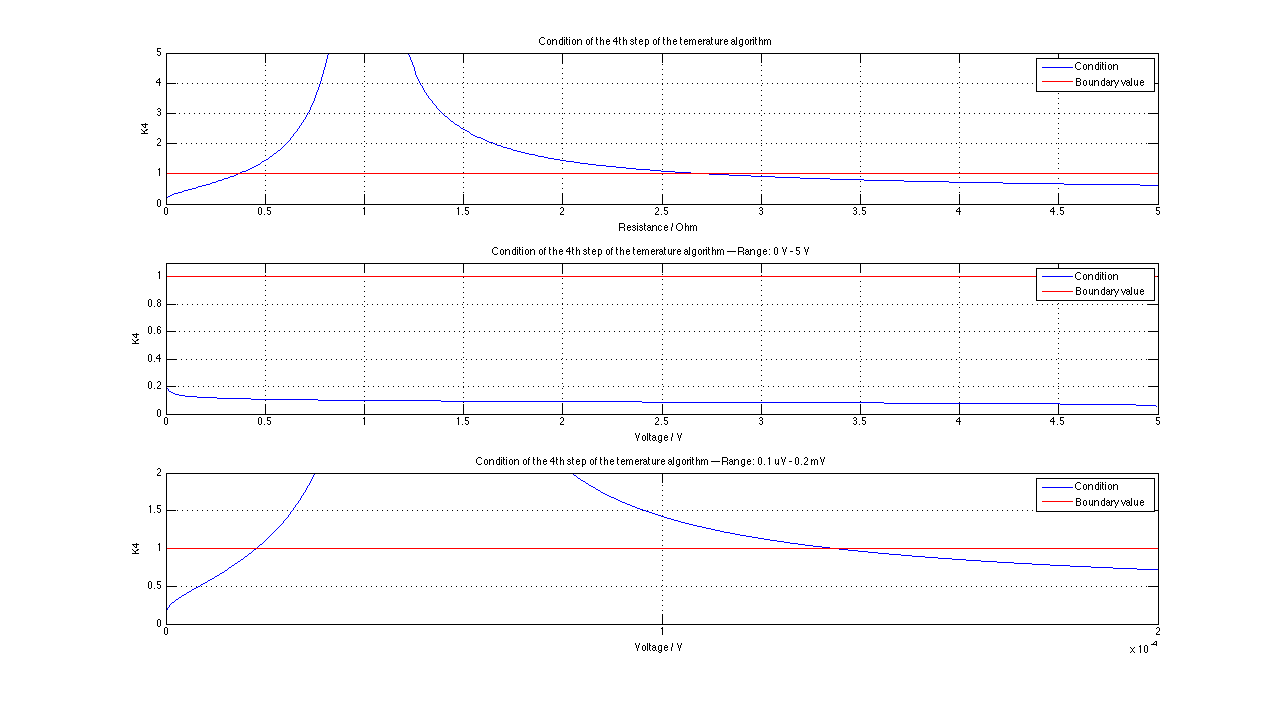 Condition of the 4th step of the temerature algorithm
5
4
3
2
1
0
K4
Condition
Boundary value
0 0.5 1 1.5 2 2.5 3 3.5 4 4.5 5
Resistance / Ohm
Condition of the 4th step of the temerature algorithm — Range: 0 V - 5 V
1
0.8
0.6
0.4
0.2
0
K4
Condition
Boundary value
0 0.5 1 1.5 2 2.5 3 3.5 4 4.5 5
Voltage / V
Condition of the 4th step of the temerature algorithm — Range: 0.1 uV - 0.2 mV
2
1.5
1
0.5
0
K4
Condition
Boundary value
0 1 2
Voltage / V
x 10⁻⁴